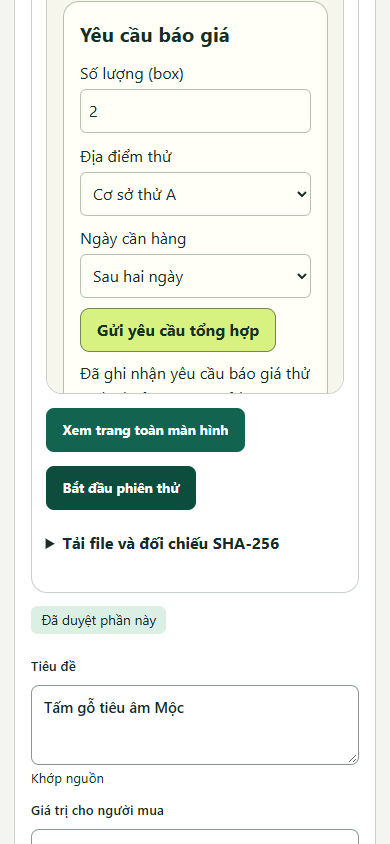 Yêu cầu báo giá
Số lượng (box)
2
Địa điểm thử
Cơ sở thử A
Ngày cần hàng
Sau hai ngày
Gửi yêu cầu tổng hợp
Đã ghi nhận yêu cầu báo giá thử
Xem trang toàn màn hình
Bắt đầu phiên thử
Tải file và đối chiếu SHA-256
Đã duyệt phần này
Tiêu đề
Tấm gỗ tiêu âm Mộc
Khớp nguồn
Giá trị cho người mua